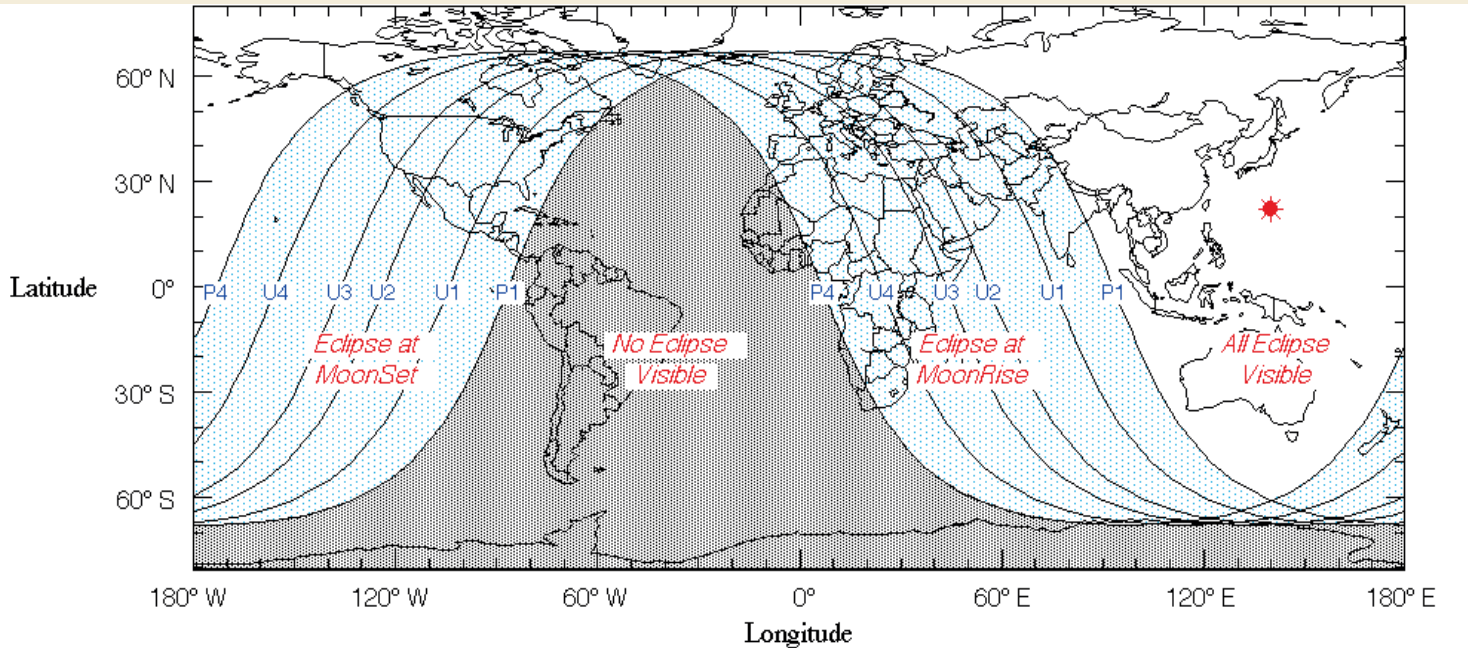 60° N
30° N
Latitude
0°
30° S
60° S
P4 U4 U3 U2 U1 P1 P4 U4 U3 U2 U1 P1
Eclipse at
MoonSet
No Eclipse
Visible
Eclipse at
MoonRise
All Eclipse
Visible
180° W 120° W 60° W 0° 60° E 120° E 180° E
Longitude